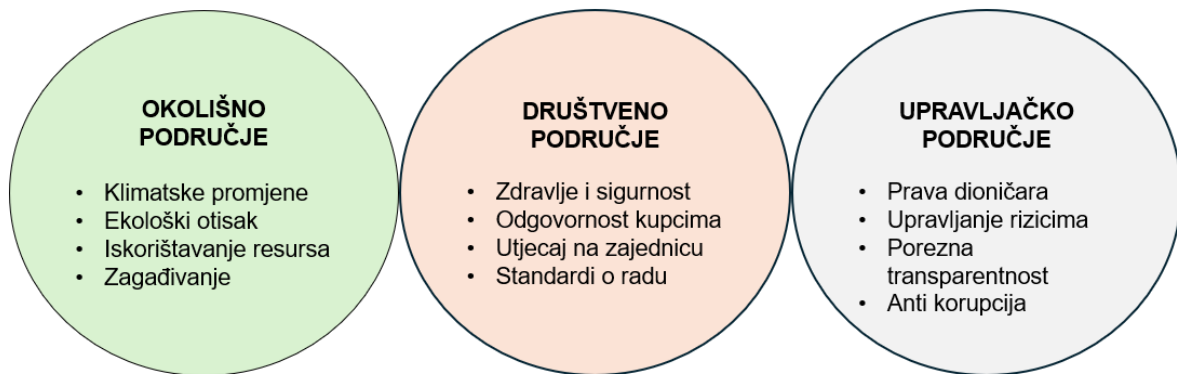 OKOLIŠNO
PODRUČJE
• Klimatske promjene
• Ekološki otisak
• Iskorištavanje resursa
• Zagađivanje
DRUŠTVENO
PODRUČJE
• Zdravlje i sigurnost
• Odgovornost kupcima
• Utjecaj na zajednicu
• Standardi o radu
UPRAVLJAČKO
PODRUČJE
• Prava dioničara
• Upravljanje rizicima
• Porezna
transparentnost
• Anti korupcija